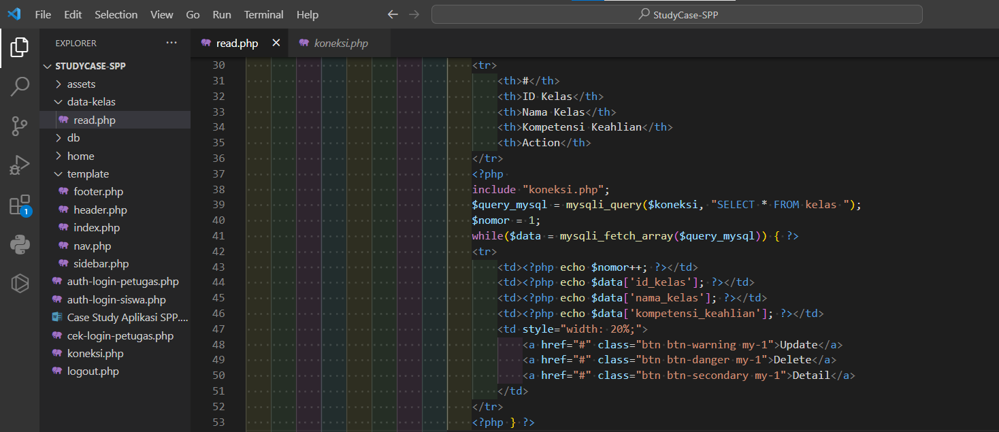 File Edit Selection View Go Run Terminal Help
StudyCase-SPP
EXPLORER
STUDYCASE-SPP
assets
data-kelas
read.php
db
home
template
footer.php
header.php
index.php
nav.php
sidebar.php
auth-login-petugas.php
auth-login-siswa.php
Case Study Aplikasi SPP....
cek-login-petugas.php
koneksi.php
logout.php
1
read.php
koneksi.php
30 <tr>
31 <th>#</th>
32 <th>ID Kelas</th>
33 <th>Nama Kelas</th>
34 <th>Kompetensi Keahlian</th>
35 <th>Action</th>
36 </tr>
37 <?php
38 include "koneksi.php";
39 $query_mysql = mysqli_query($koneksi, "SELECT * FROM kelas ");
40 $nomor = 1;
41 while($data = mysqli_fetch_array($query_mysql)) { ?>
42 <tr>
43 <td><?php echo $nomor++; ?></td>
44 <td><?php echo $data['id_kelas']; ?></td>
45 <td><?php echo $data['nama_kelas']; ?></td>
46 <td><?php echo $data['kompetensi_keahlian']; ?></td>
47 <td style="width: 20%;">
48 <a href="#" class="btn btn-warning my-1">Update</a>
49 <a href="#" class="btn btn-danger my-1">Delete</a>
50 <a href="#" class="btn btn-secondary my-1">Detail</a>
51 </td>
52 </tr>
53 <?php } ?>